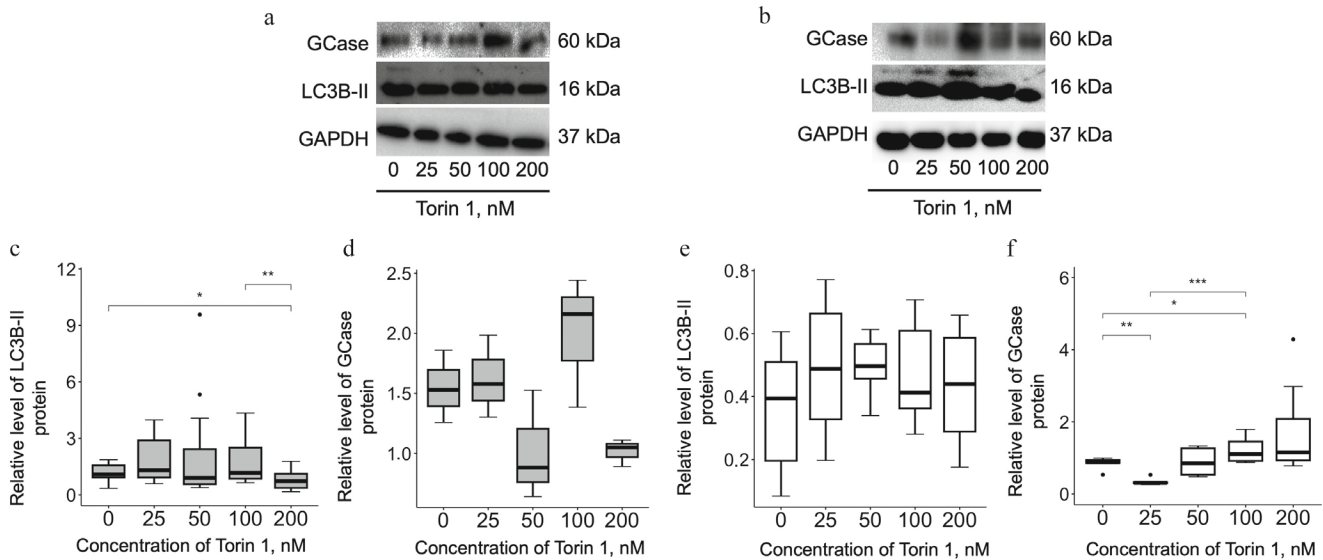 a
GCase 60 kDa
LC3B-II 16 kDa
GAPDH 37 kDa
0 25 50 100 200
Torin 1, nM
b
GCase 60 kDa
LC3B-II 16 kDa
GAPDH 37 kDa
0 25 50 100 200
Torin 1, nM
c
Relative level of LC3B-II
protein
12
9
6
3
0
*
**
0 25 50 100 200
Concentration of Torin 1, nM
d
Relative level of GCase
protein
2.5
2.0
1.5
1.0
0 25 50 100 200
Concentration of Torin 1, nM
e
Relative level of LC3B-II
protein
0.8
0.6
0.4
0.2
0 25 50 100 200
Concentration of Torin 1, nM
f
Relative level of GCase
protein
6
4
2
0
***
*
**
0 25 50 100 200
Concentration of Torin 1, nM